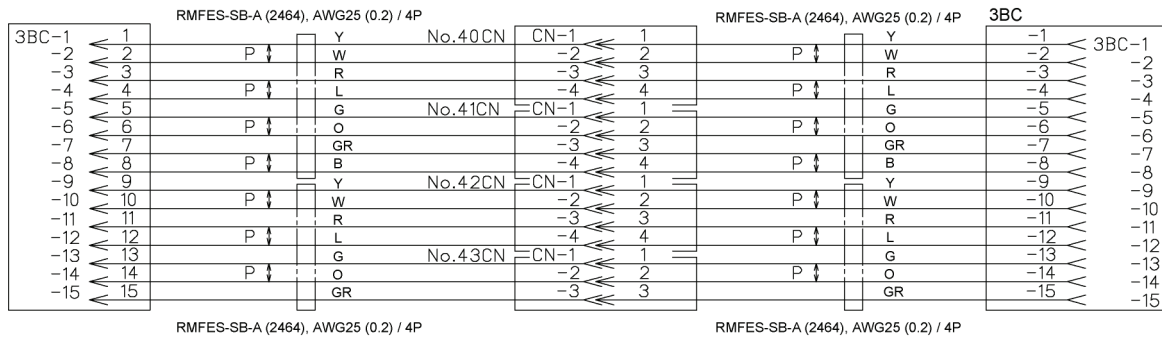 RMFES-SB-A (2464), AWG25 (0.2) / 4P RMFES-SB-A (2464), AWG25 (0.2) / 4P 3BC
3BC-1 1 Y No.40CN CN-1 1 Y -1 3BC-1
-2 2 P W -2 2 P W -2 -2
-3 3 R -3 3 R -3 -3
-4 4 P L -4 4 P L -4 -4
-5 5 G No.41CN CN-1 1 G -5 -5
-6 6 P O -2 2 P O -6 -6
-7 7 GR -3 3 GR -7 -7
-8 8 P B -4 4 P B -8 -8
-9 9 Y No.42CN CN-1 1 Y -9 -9
-10 10 P W -2 2 P W -10 -10
-11 11 R -3 3 R -11 -11
-12 12 P L -4 4 P L -12 -12
-13 13 G No.43CN CN-1 1 G -13 -13
-14 14 P O -2 2 P O -14 -14
-15 15 GR -3 3 GR -15 -15
RMFES-SB-A (2464), AWG25 (0.2) / 4P RMFES-SB-A (2464), AWG25 (0.2) / 4P